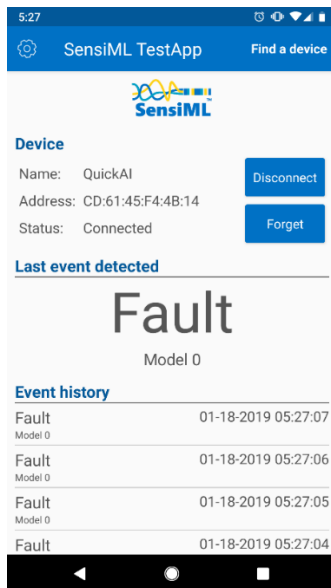 5:27
SensiML TestApp Find a device
SensiML
Device
Name: QuickAI Disconnect
Address: CD:61:45:F4:4B:14
Status: Connected Forget
Last event detected
Fault
Model 0
Event history
Fault 01-18-2019 05:27:07
Model 0
Fault 01-18-2019 05:27:06
Model 0
Fault 01-18-2019 05:27:05
Model 0
Fault 01-18-2019 05:27:04